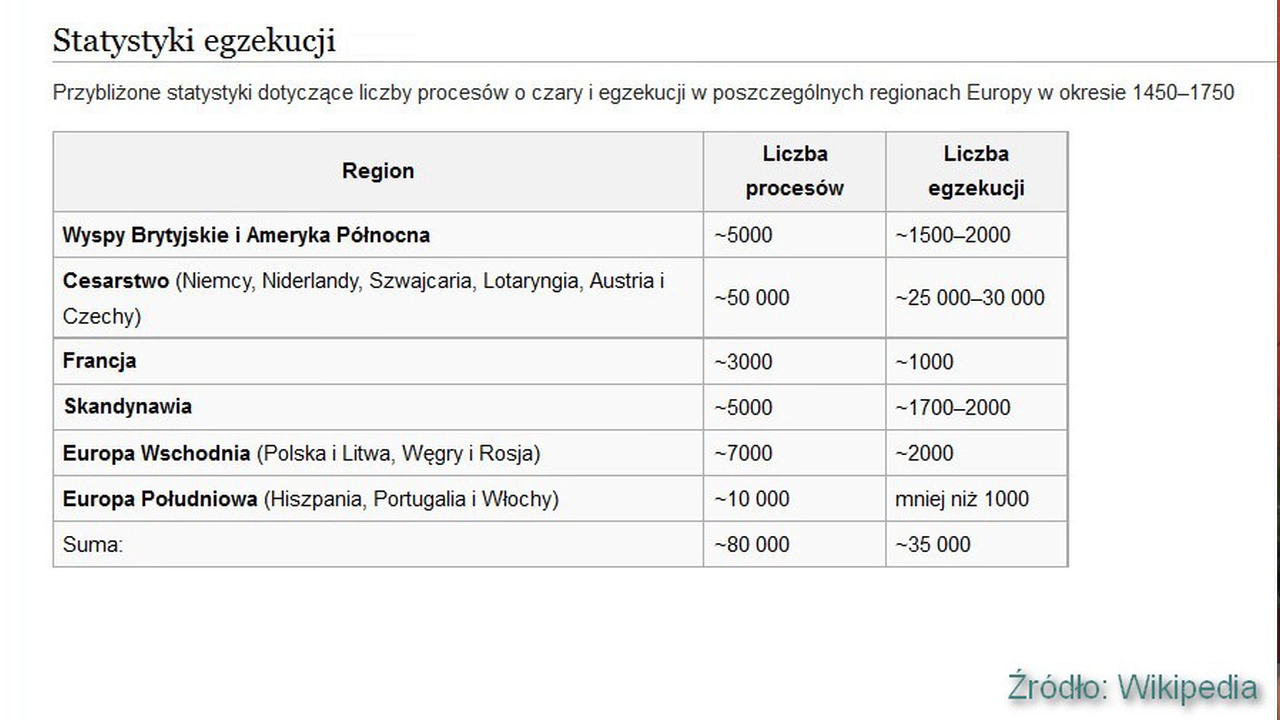 Statystyki egzekucji
Przybliżone statystyki dotyczące liczby procesów o czary i egzekucji w poszczególnych regionach Europy w okresie 1450–1750
Region
Liczba
procesów
Liczba
egzekucji
Wyspy Brytyjskie i Ameryka Północna ~5000 ~1500–2000
Cesarstwo (Niemcy, Niderlandy, Szwajcaria, Lotaryngia, Austria i
Czechy)
~50 000 ~25 000–30 000
Francja ~3000 ~1000
Skandynawia ~5000 ~1700–2000
Europa Wschodnia (Polska i Litwa, Węgry i Rosja) ~7000 ~2000
Europa Południowa (Hiszpania, Portugalia i Włochy) ~10 000 mniej niż 1000
Suma: ~80 000 ~35 000
Źródło: Wikipedia